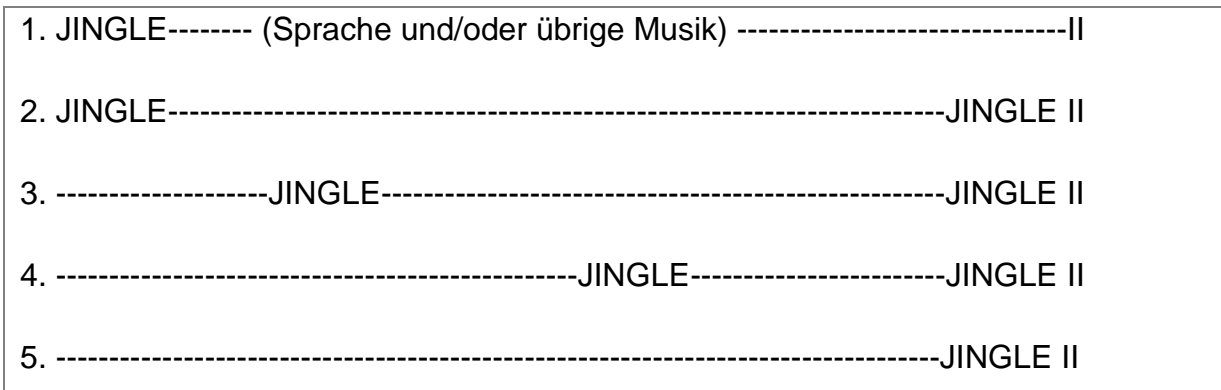 1. JINGLE-------- (Sprache und/oder übrige Musik) -------------------------------II
2. JINGLE--------------------------------------------------------------------------JINGLE II
3. --------------------JINGLE------------------------------------------------------JINGLE II
4. --------------------------------------------------JINGLE------------------------JINGLE II
5. ------------------------------------------------------------------------------------JINGLE II